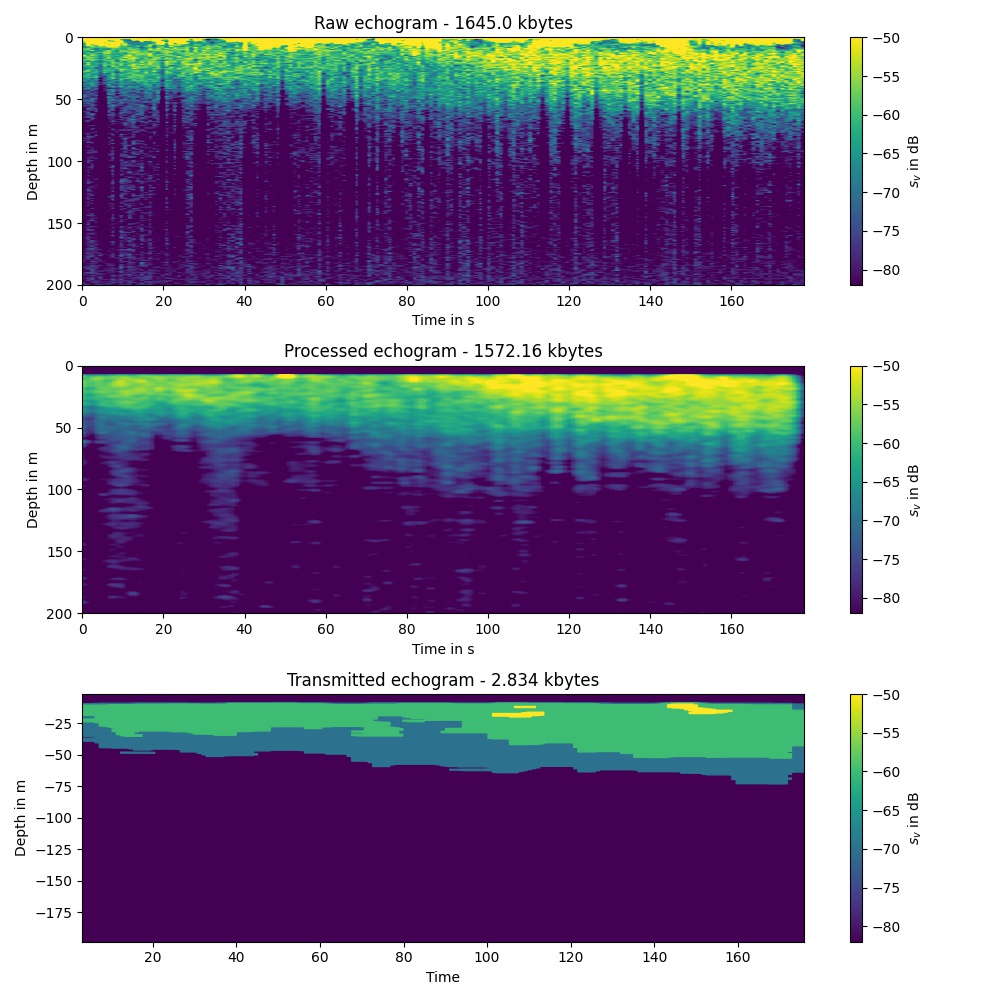 Raw echogram - 1645.0 kbytes
0
50
100
150
200
Depth in m
0 20 40 60 80 100 120 140 160
Time in s
−50
−55
−60
−65
−70
−75
−80
sv in dB
Processed echogram - 1572.16 kbytes
0
50
100
150
200
Depth in m
0 20 40 60 80 100 120 140 160
Time in s
−50
−55
−60
−65
−70
−75
−80
sv in dB
Transmitted echogram - 2.834 kbytes
−25
−50
−75
−100
−125
−150
−175
Depth in m
20 40 60 80 100 120 140 160
Time
−50
−55
−60
−65
−70
−75
−80
sv in dB